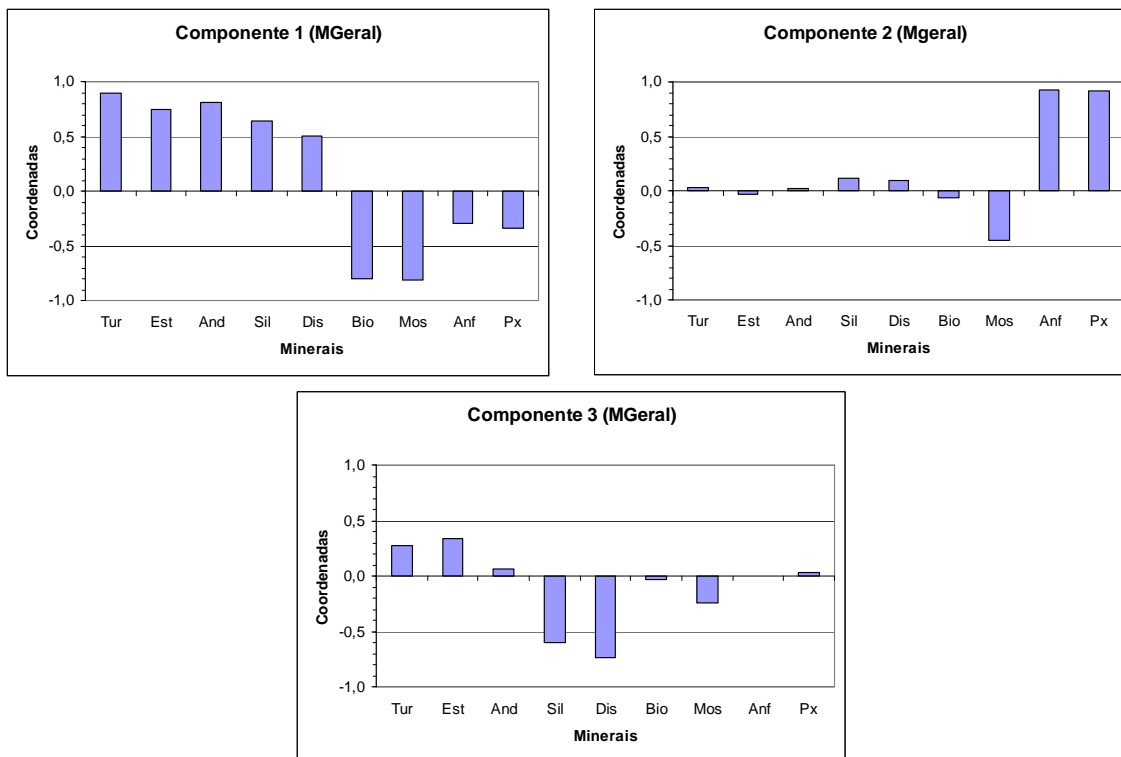 Componente 1 (MGeral)
1,0
0,5
0,0
-0,5
-1,0
Coordenadas
Tur Est And Sil Dis Bio Mos Anf Px
Minerais
Componente 2 (Mgeral)
1,0
0,5
0,0
-0,5
-1,0
Coordenadas
Tur Est And Sil Dis Bio Mos Anf Px
Minerais
Componente 3 (MGeral)
1,0
0,5
0,0
-0,5
-1,0
Coordenadas
Tur Est And Sil Dis Bio Mos Anf Px
Minerais